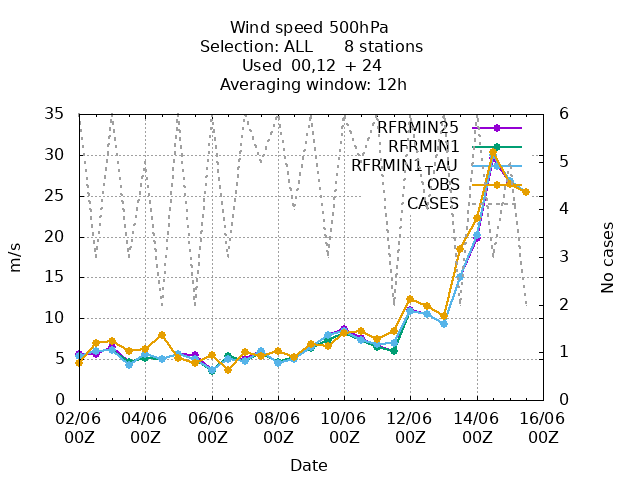 Wind speed 500hPa
Selection: ALL 8 stations
Used 00,12 + 24
Averaging window: 12h
35
30
25
20
15
10
5
0
m/s
6
5
4
3
2
1
0
No cases
RFRMIN25
RFRMIN1
RFRMIN1TAU
OBS
CASES
02/06 04/06 06/06 08/06 10/06 12/06 14/06 16/06
00Z 00Z 00Z 00Z 00Z 00Z 00Z 00Z
Date